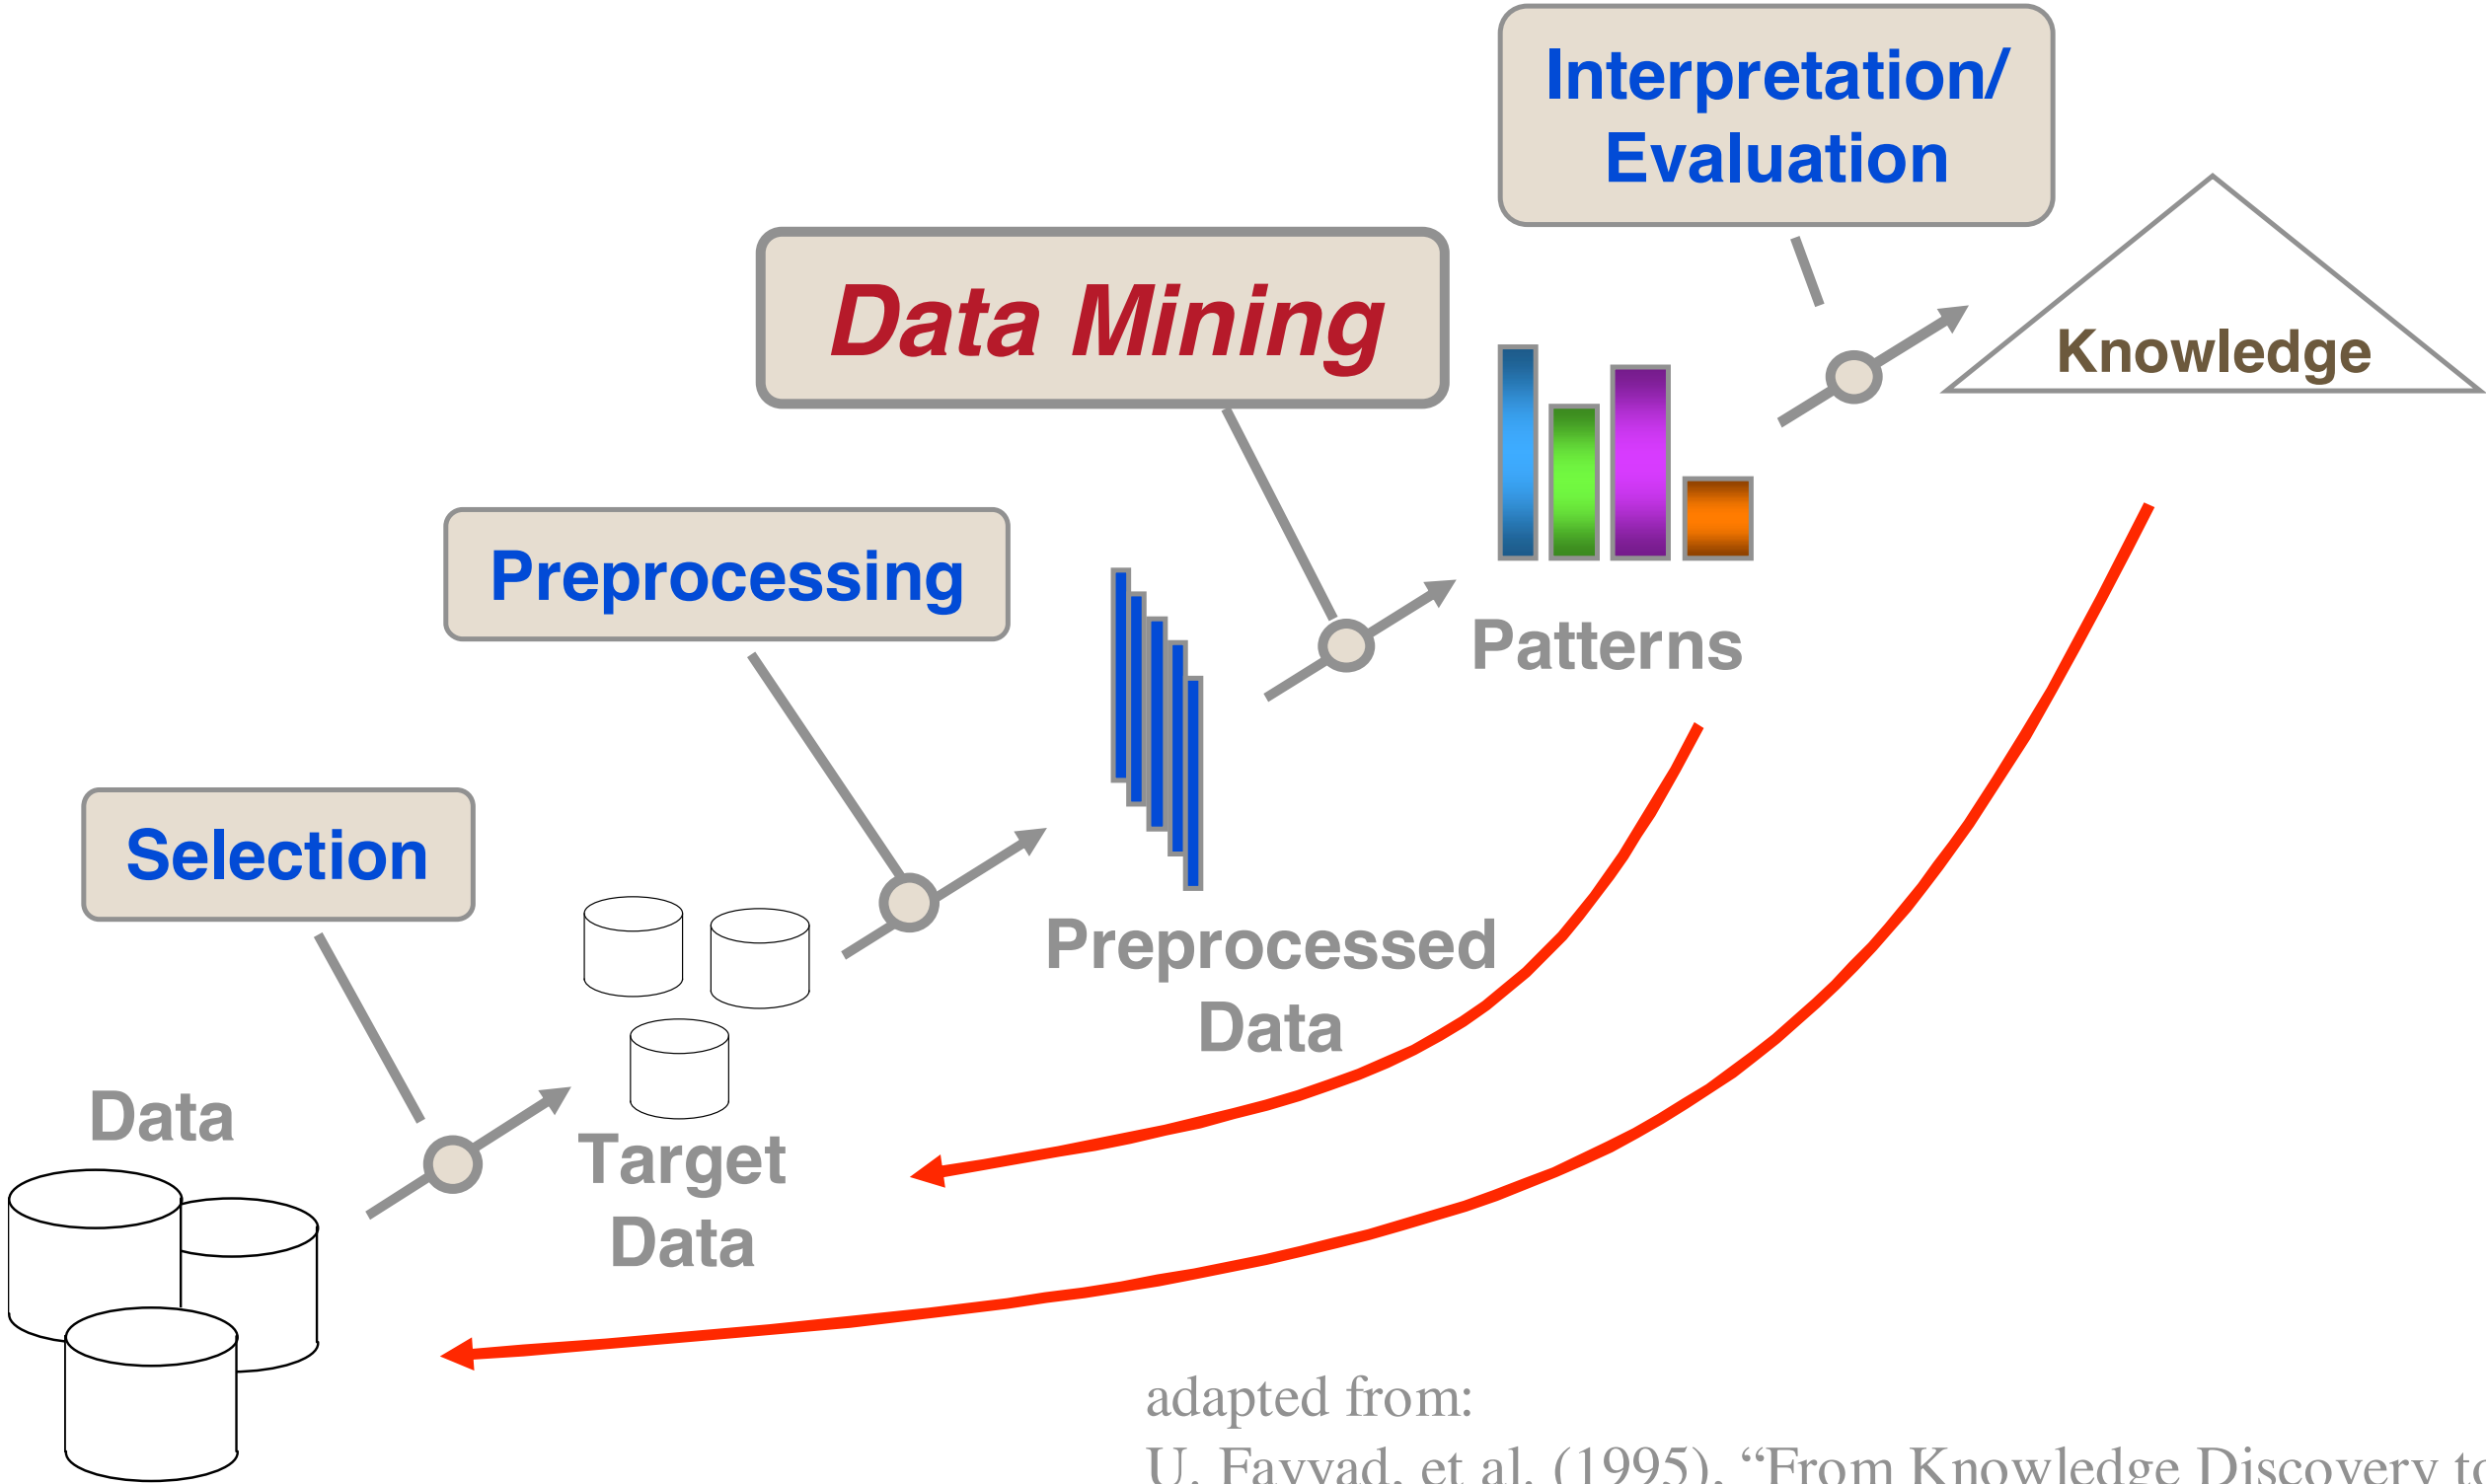 Interpretation/
Evaluation
Data Mining
Knowledge
Preprocessing
Patterns
Selection
Preprocessed
Data
Data
Target
Data
adapted from:
U. Fayyad, et al. (1995), “From Knowledge Discovery t